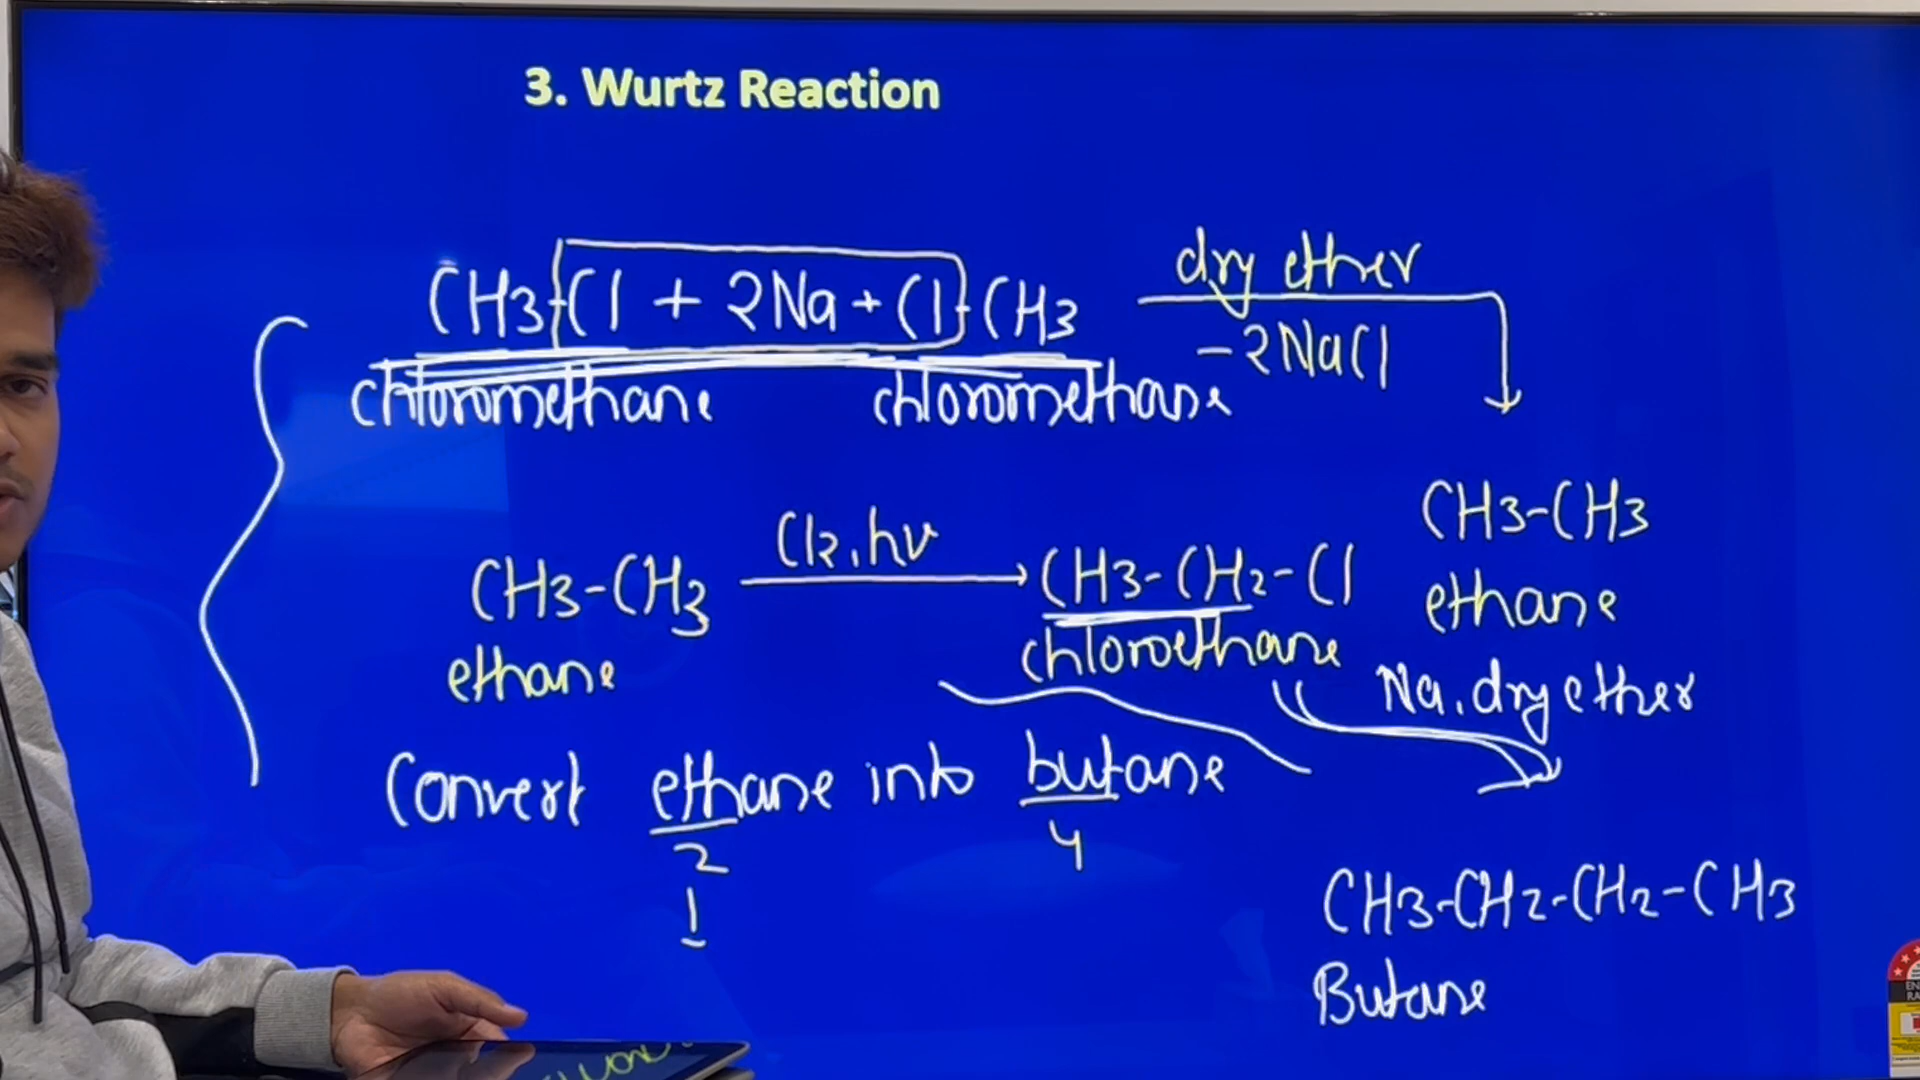 3. Wurtz Reaction
CH3-Cl + 2Na + Cl-CH3
dry ether
-2NaCl
chloromethane chloromethane
CH3-CH3
ethane
CH3-CH3
Cl2, hν
CH3-CH2-Cl
ethane
chloroethane
Na, dry ether
Convert ethane into butane
2 4
1
CH3-CH2-CH2-CH3
Butane